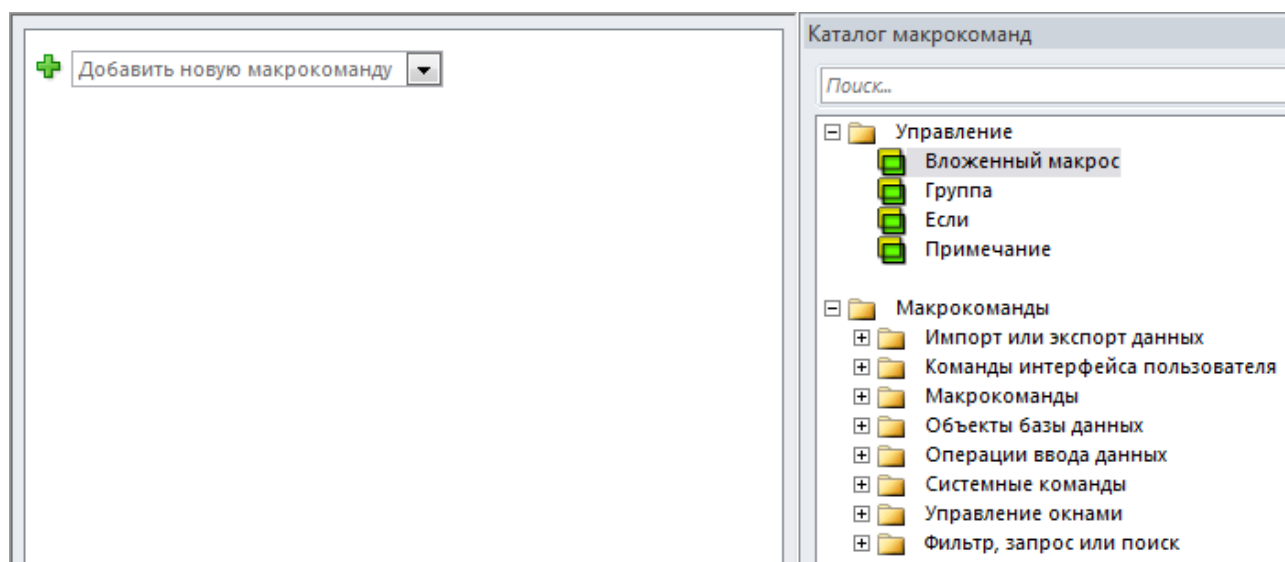 Добавить новую макрокоманду
Каталог макрокоманд
Поиск...
Управление
Вложенный макрос
Группа
Если
Примечание
Макрокоманды
Импорт или экспорт данных
Команды интерфейса пользователя
Макрокоманды
Объекты базы данных
Операции ввода данных
Системные команды
Управление окнами
Фильтр, запрос или поиск